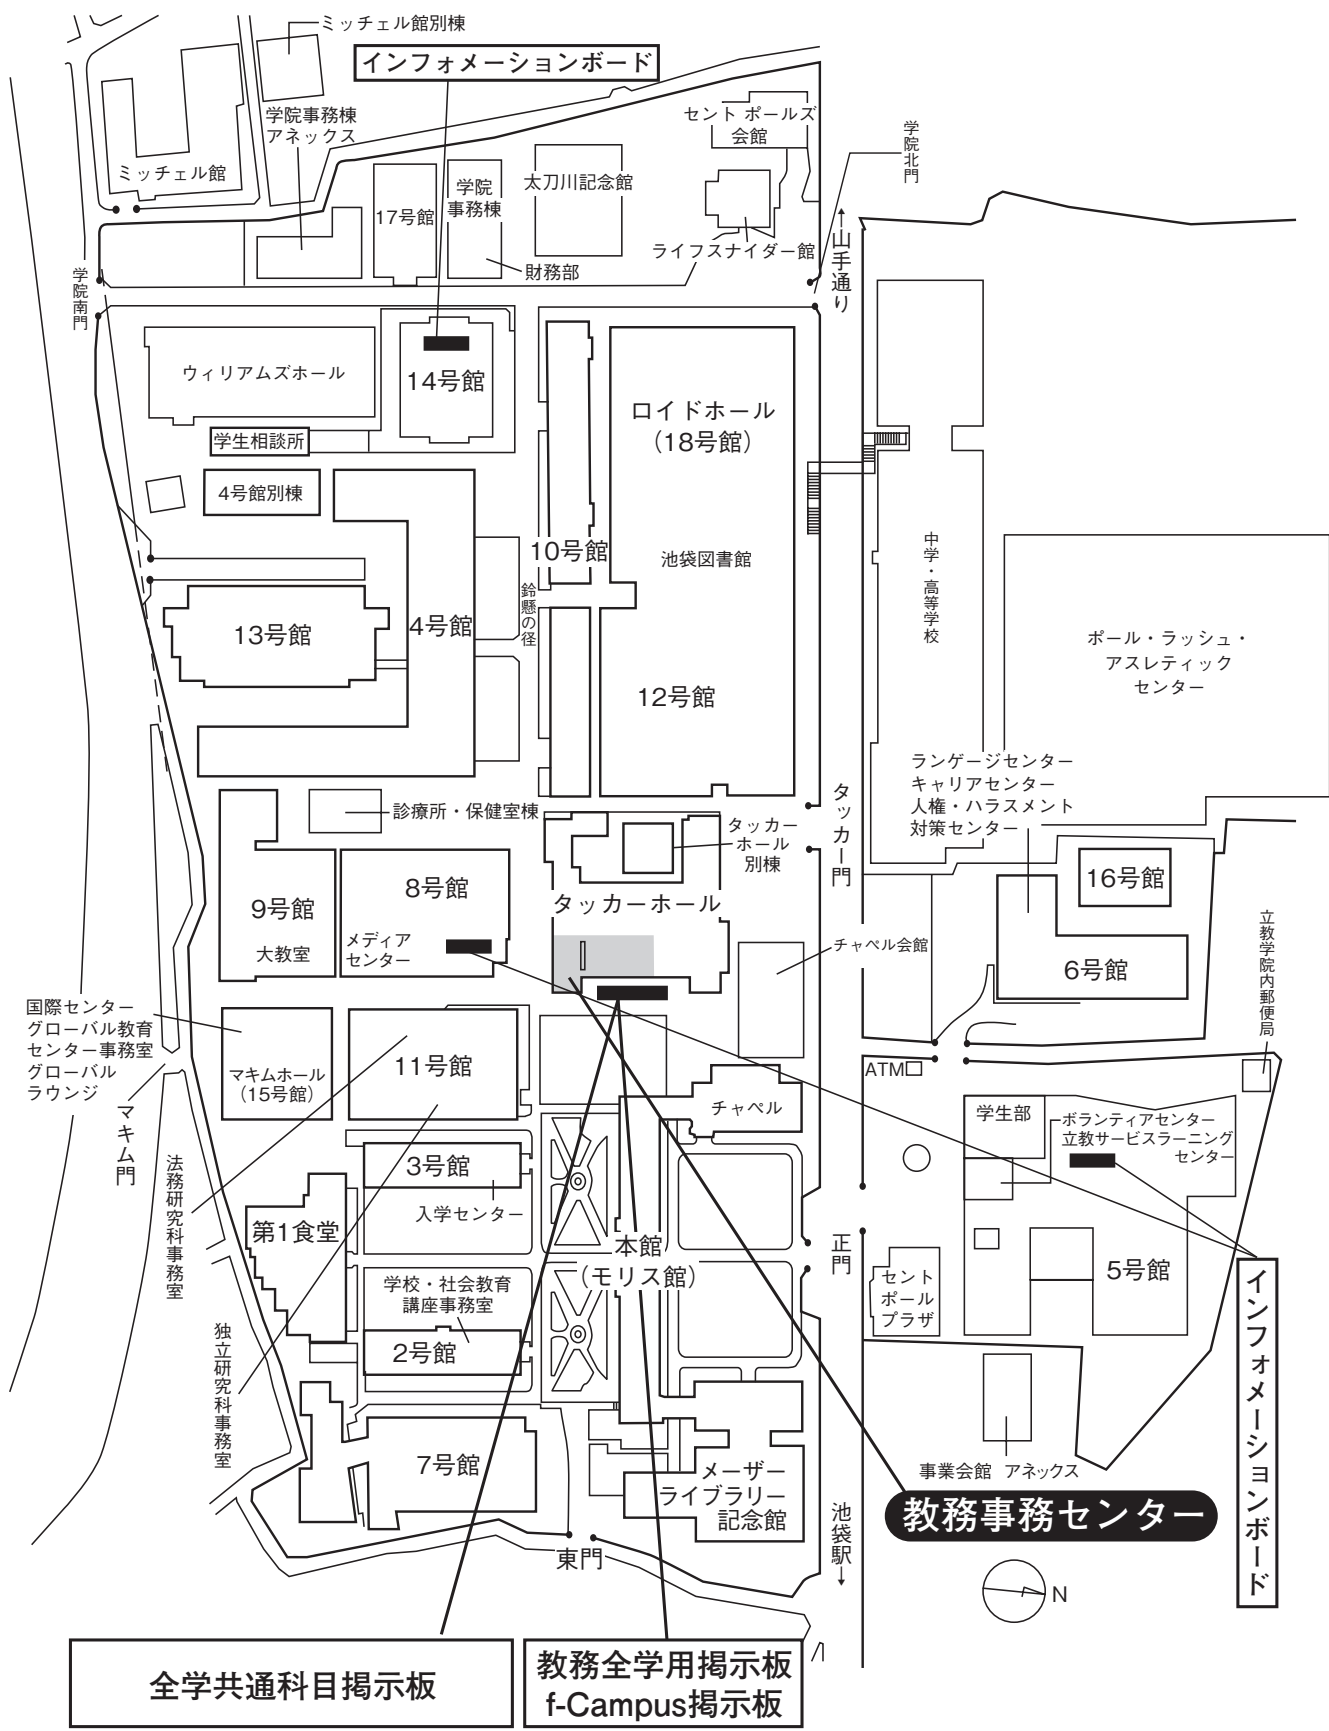 ミッチェル館別棟
インフォメーションボード
学院事務棟
アネックス
セント ポールズ
会館
学院北門
ミッチェル館
17号館
学院
事務棟
太刀川記念館
ライフスナイダー館
財務部
←山手通り
学院南門
ウィリアムズホール
14号館
ロイドホール
(18号館)
学生相談所
4号館別棟
10号館
池袋図書館
中学・高等学校
鈴懸の径
13号館
4号館
12号館
ポール・ラッシュ・
アスレティック
センター
ランゲージセンター
キャリアセンター
人権・ハラスメント
対策センター
診療所・保健室棟
タッカー
ホール
別棟
タッカー門
16号館
8号館
9号館
大教室
メディア
センター
タッカーホール
チャペル会館
6号館
立教学院内郵便局
国際センター
グローバル教育
センター事務室
グローバル
ラウンジ
マキムホール
(15号館)
11号館
ATM
チャペル
学生部
ボランティアセンター
立教サービスラーニング
センター
マキム門
法務研究科事務室
3号館
入学センター
第1食堂
本館
(モリス館)
正門
セント
ポール
プラザ
5号館
学校・社会教育
講座事務室
2号館
独立研究科事務室
インフォメーションボード
7号館
メーザー
ライブラリー
記念館
事業会館 アネックス
教務事務センター
池袋駅→
東門
N
全学共通科目掲示板
教務全学用掲示板
f-Campus掲示板